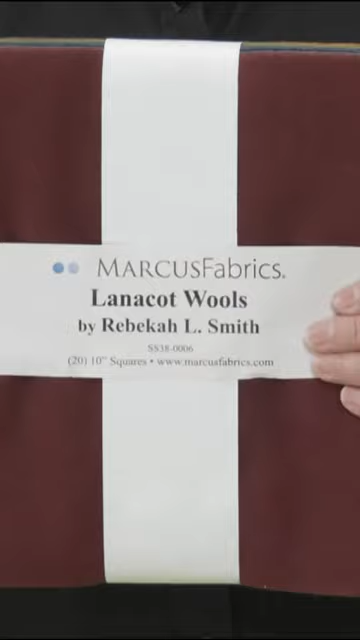 MARCUSFabrics®
Lanacot Wools
by Rebekah L. Smith
SS38-0006
(20) 10" Squares • www.marcusfabrics.com